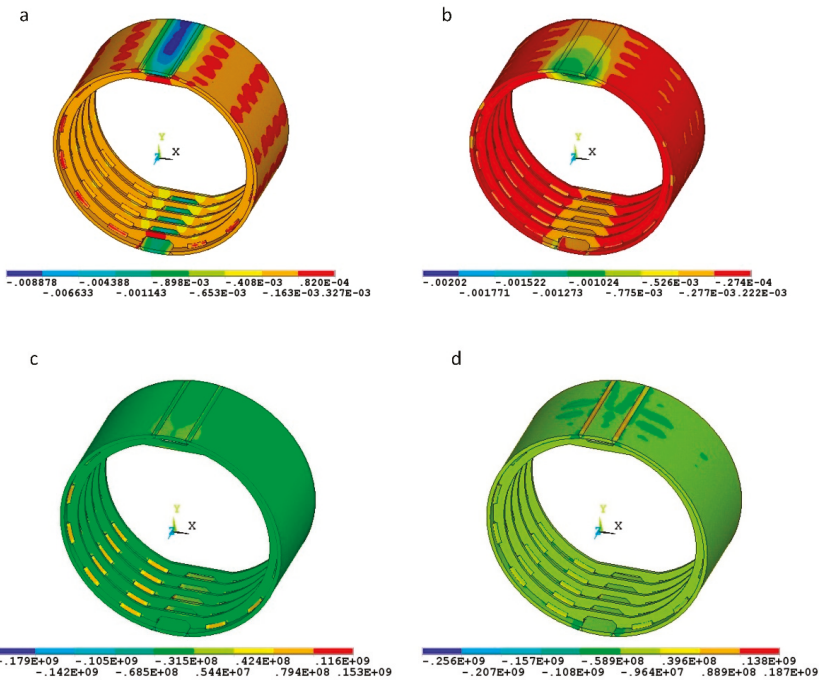 a
b
Y
X
Y
X
-.008878 -.004388 -.898E-03 -.408E-03 .820E-04
-.006633 -.001143 -.653E-03 -.163E-03.327E-03
-.00202 -.001522 -.001024 -.526E-03 -.274E-04
-.001771 -.001273 -.775E-03 -.277E-03.222E-03
c
d
Y
X
Y
X
-.179E+09 -.105E+09 -.315E+08 .424E+08 .116E+09
-.142E+09 -.685E+08 .544E+07 .794E+08 .153E+09
-.256E+09 -.157E+09 -.589E+08 .396E+08 .138E+09
-.207E+09 -.108E+09 -.964E+07 .889E+08 .187E+09